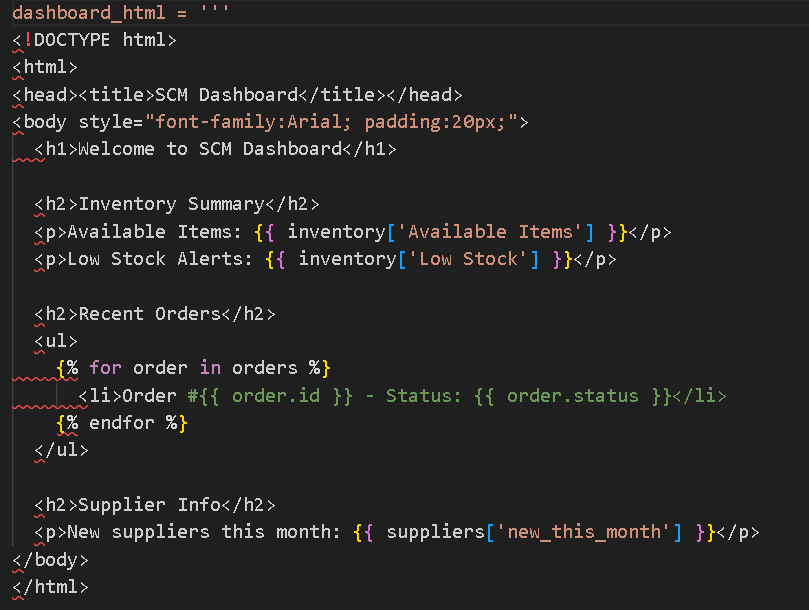 dashboard_html = '''
<!DOCTYPE html>
<html>
<head><title>SCM Dashboard</title></head>
<body style="font-family:Arial; padding:20px;">
  <h1>Welcome to SCM Dashboard</h1>

  <h2>Inventory Summary</h2>
  <p>Available Items: {{ inventory['Available Items'] }}</p>
  <p>Low Stock Alerts: {{ inventory['Low Stock'] }}</p>

  <h2>Recent Orders</h2>
  <ul>
    {% for order in orders %}
      <li>Order #{{ order.id }} - Status: {{ order.status }}</li>
    {% endfor %}
  </ul>

  <h2>Supplier Info</h2>
  <p>New suppliers this month: {{ suppliers['new_this_month'] }}</p>
</body>
</html>